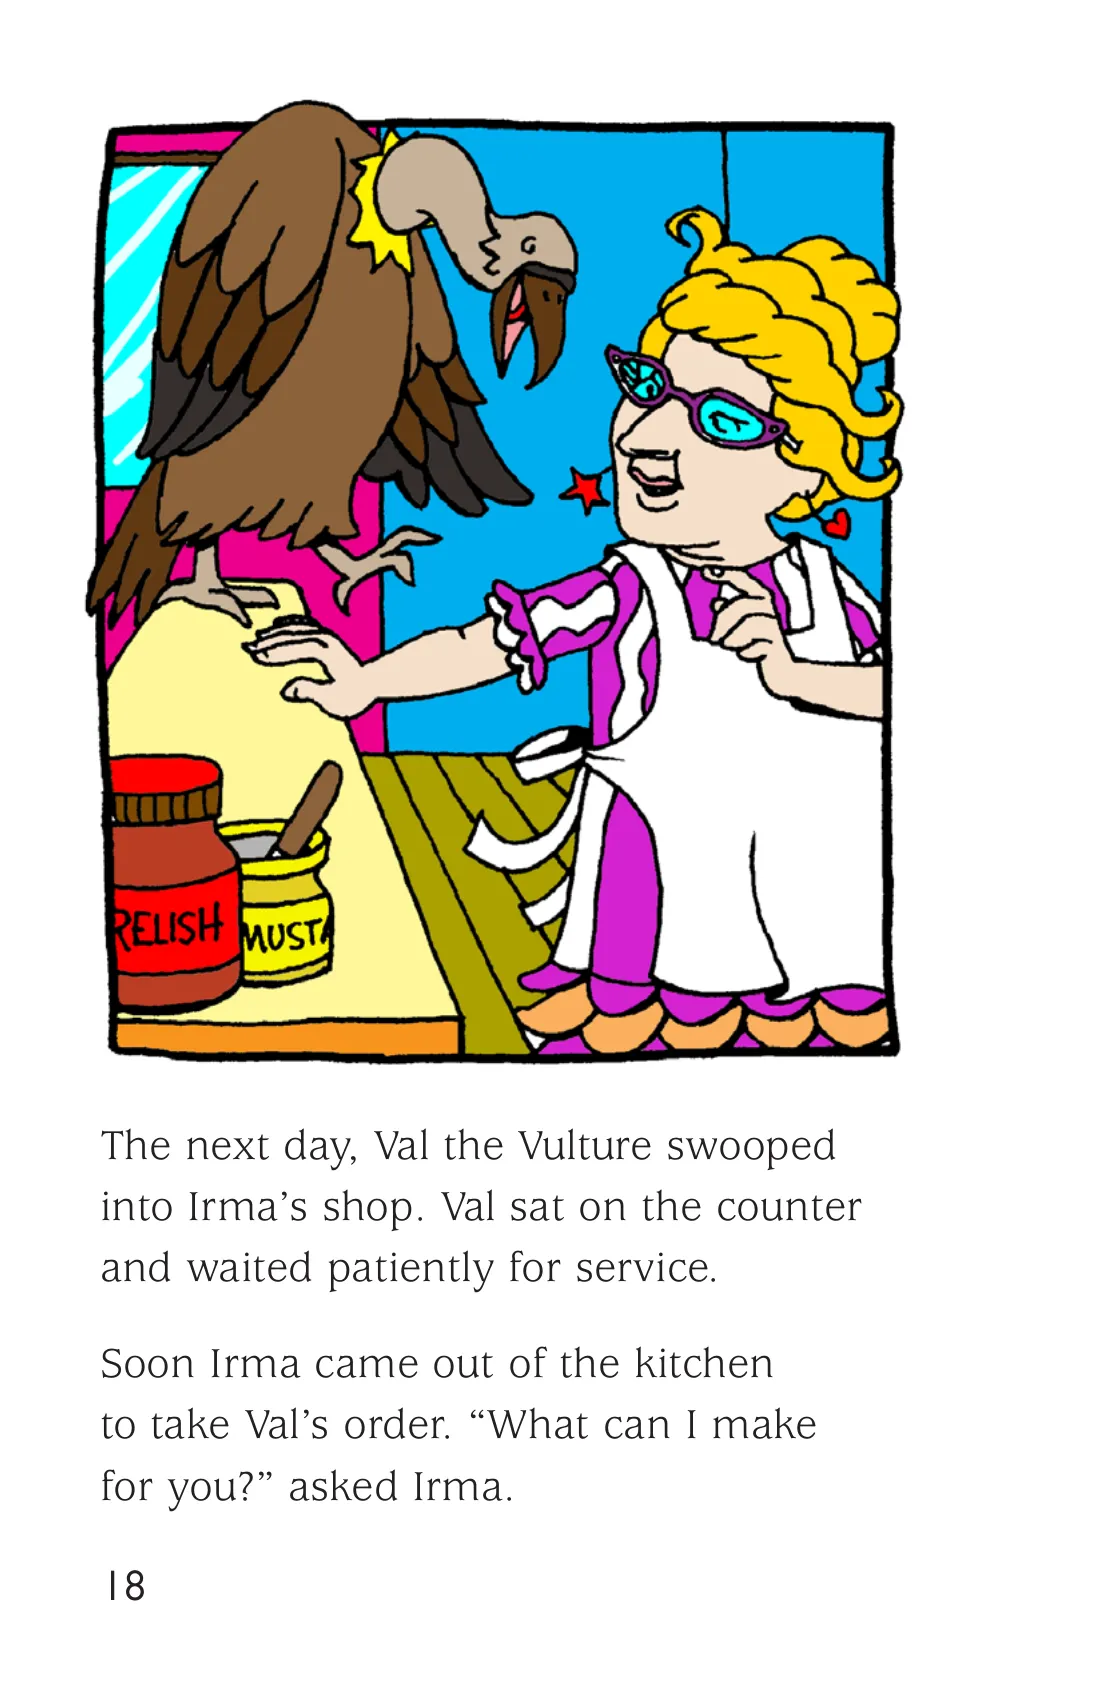 RELISH
MUSTA
The next day, Val the Vulture swooped
into Irma’s shop. Val sat on the counter
and waited patiently for service.
Soon Irma came out of the kitchen
to take Val’s order. “What can I make
for you?” asked Irma.
18